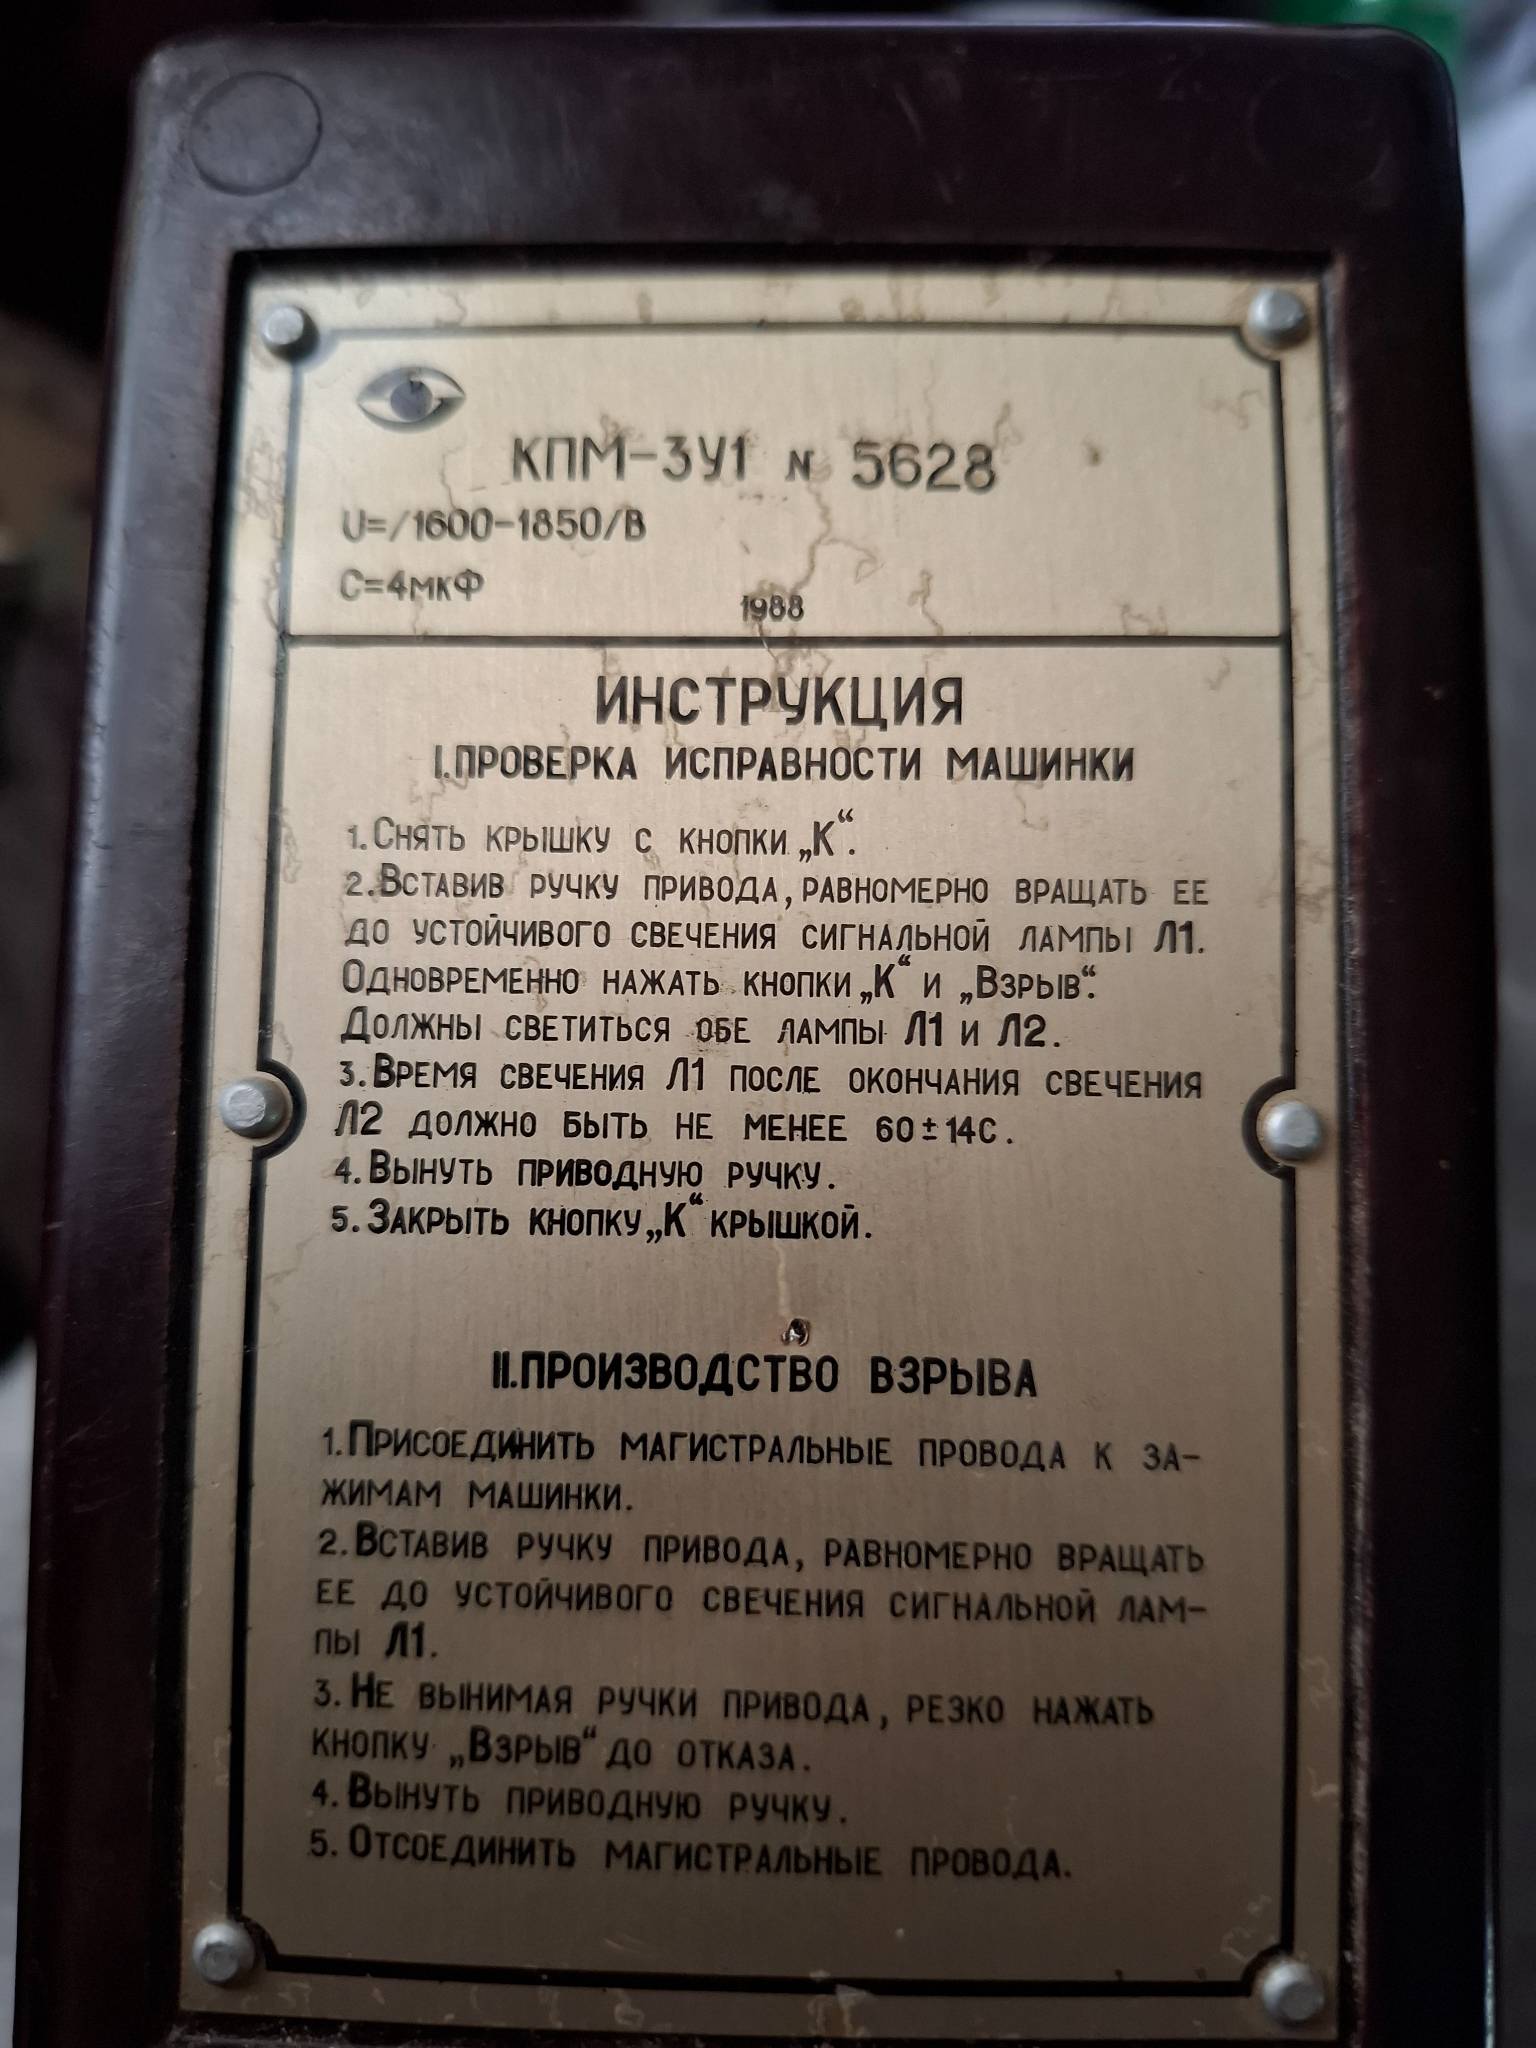 КПМ-3У1 N 5628
U=/1600-1850/В
С=4мкФ
1988
ИНСТРУКЦИЯ
I.ПРОВЕРКА ИСПРАВНОСТИ МАШИНКИ
1.Снять крышку с кнопки „К“.
2.Вставив ручку привода, равномерно вращать ее
до устойчивого свечения сигнальной лампы Л1.
Одновременно нажать кнопки „К“ и „Взрыв“.
Должны светиться обе лампы Л1 и Л2.
3.Время свечения Л1 после окончания свечения
Л2 должно быть не менее 60±14с.
4.Вынуть приводную ручку.
5.Закрыть кнопку „К“ крышкой.
II.ПРОИЗВОДСТВО ВЗРЫВА
1.Присоединить магистральные провода к за-
жимам машинки.
2.Вставив ручку привода, равномерно вращать
ее до устойчивого свечения сигнальной лам-
пы Л1.
3.Не вынимая ручки привода, резко нажать
кнопку „Взрыв“ до отказа.
4.Вынуть приводную ручку.
5.Отсоединить магистральные провода.